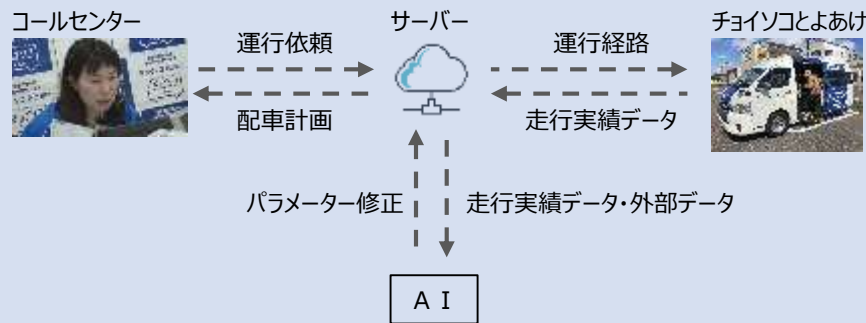 コールセンター
サーバー
チョイソコとよあけ
運行依頼
運行経路
配車計画
走行実績データ
パラメーター修正
走行実績データ・外部データ
ＡＩ